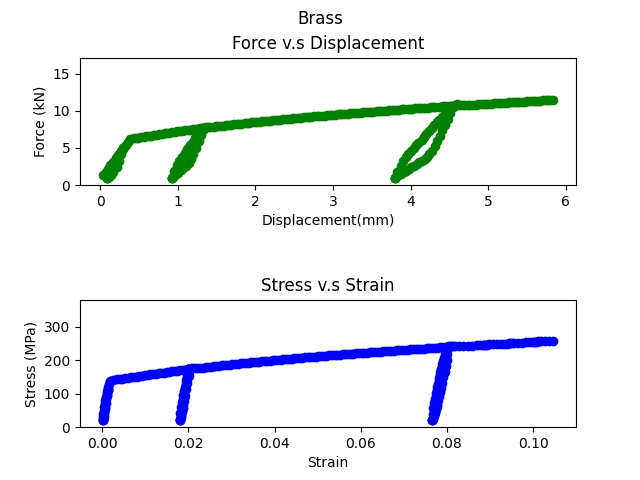 Brass
Force v.s Displacement
Force (kN)
15
10
5
0
0 1 2 3 4 5 6
Displacement(mm)
Stress v.s Strain
Stress (MPa)
300
200
100
0
0.00 0.02 0.04 0.06 0.08 0.10
Strain